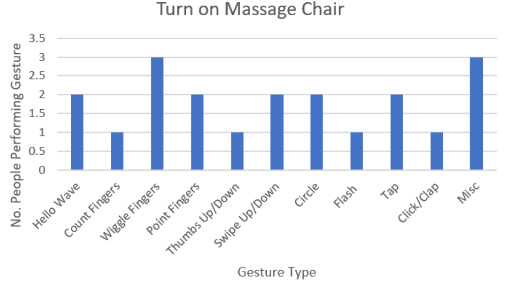 Turn on Massage Chair
No. People Performing Gesture
3.5
3
2.5
2
1.5
1
0.5
0
Hello Wave
Count Fingers
Wiggle Fingers
Point Fingers
Thumbs Up/Down
Swipe Up/Down
Circle
Flash
Tap
Click/Clap
Misc
Gesture Type